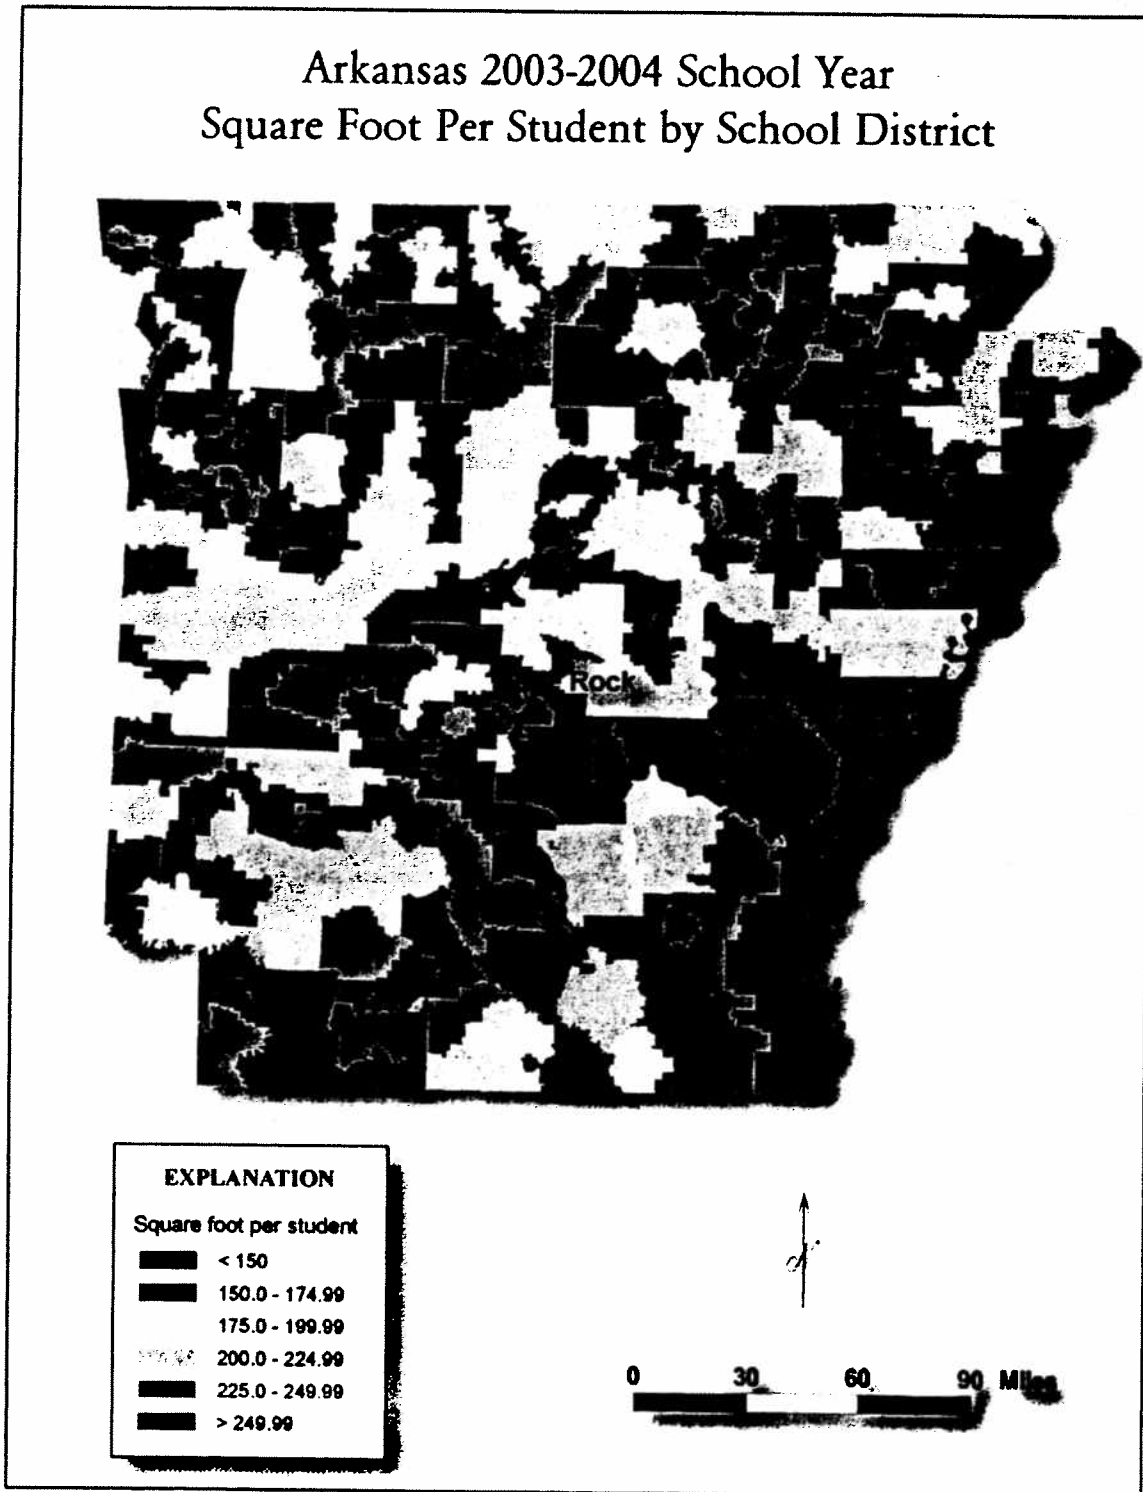 Arkansas 2003-2004 School Year
Square Foot Per Student by School District
Rock
EXPLANATION
Square foot per student
< 150
150.0 - 174.99
175.0 - 199.99
200.0 - 224.99
225.0 - 249.99
> 249.99
N
0 30 60 90 Miles